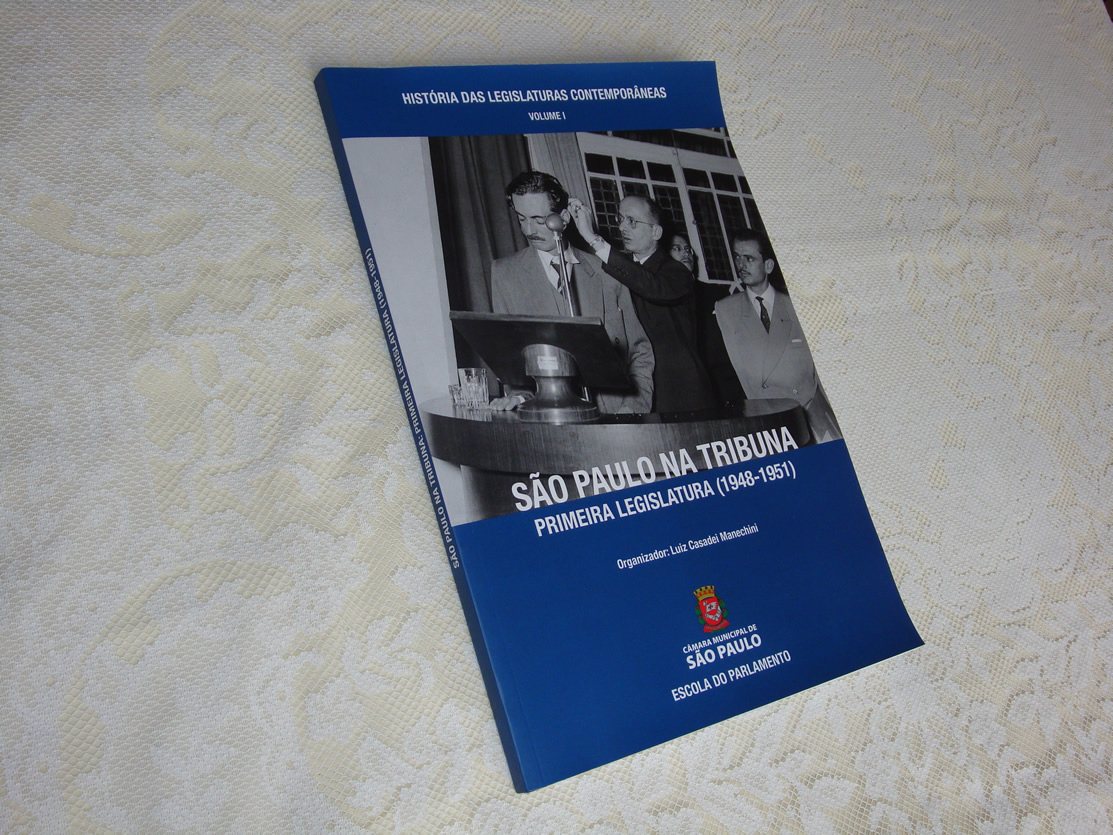 HISTÓRIA DAS LEGISLATURAS CONTEMPORÂNEAS
VOLUME I
SÃO PAULO NA TRIBUNA
PRIMEIRA LEGISLATURA (1948-1951)
Organizador: Luiz Casadei Manechini
CÂMARA MUNICIPAL DE
SÃO PAULO
ESCOLA DO PARLAMENTO
SÃO PAULO NA TRIBUNA: PRIMEIRA LEGISLATURA (1948-1951)